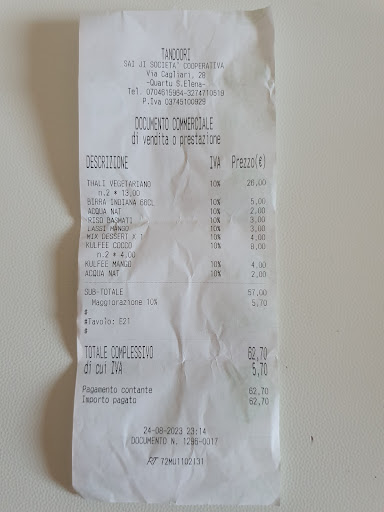 TANDOORI
SAI JI SOCIETA' COOPERATIVA
Via Cagliari, 28
-Quartu S.Elena-
Tel. 0704515984-3274710519
P.Iva 03745100929
DOCUMENTO COMMERCIALE
di vendita o prestazione
DESCRIZIONE IVA Prezzo(€)
THALI VEGETARIANO 10% 26,00
n.2 * 13,00
BIRRA INDIANA 66CL 10% 5,00
ACQUA NAT 10% 2,00
RISO BASMATI 10% 3,00
LASSI MANGO 10% 3,00
MIX DESSERT X 1 10% 4,00
KULFEE COCCO 10% 8,00
n.2 * 4,00
KULFEE MANGO 10% 4,00
ACQUA NAT 10% 2,00
SUB-TOTALE 57,00
Maggiorazione 10% 5,70
#
#Tavolo: E21
#
TOTALE COMPLESSIVO 62,70
di cui IVA 5,70
Pagamento contante 62,70
Importo pagato 62,70
24-08-2023 23:14
DOCUMENTO N. 1296-0017
RT 72MU1102131